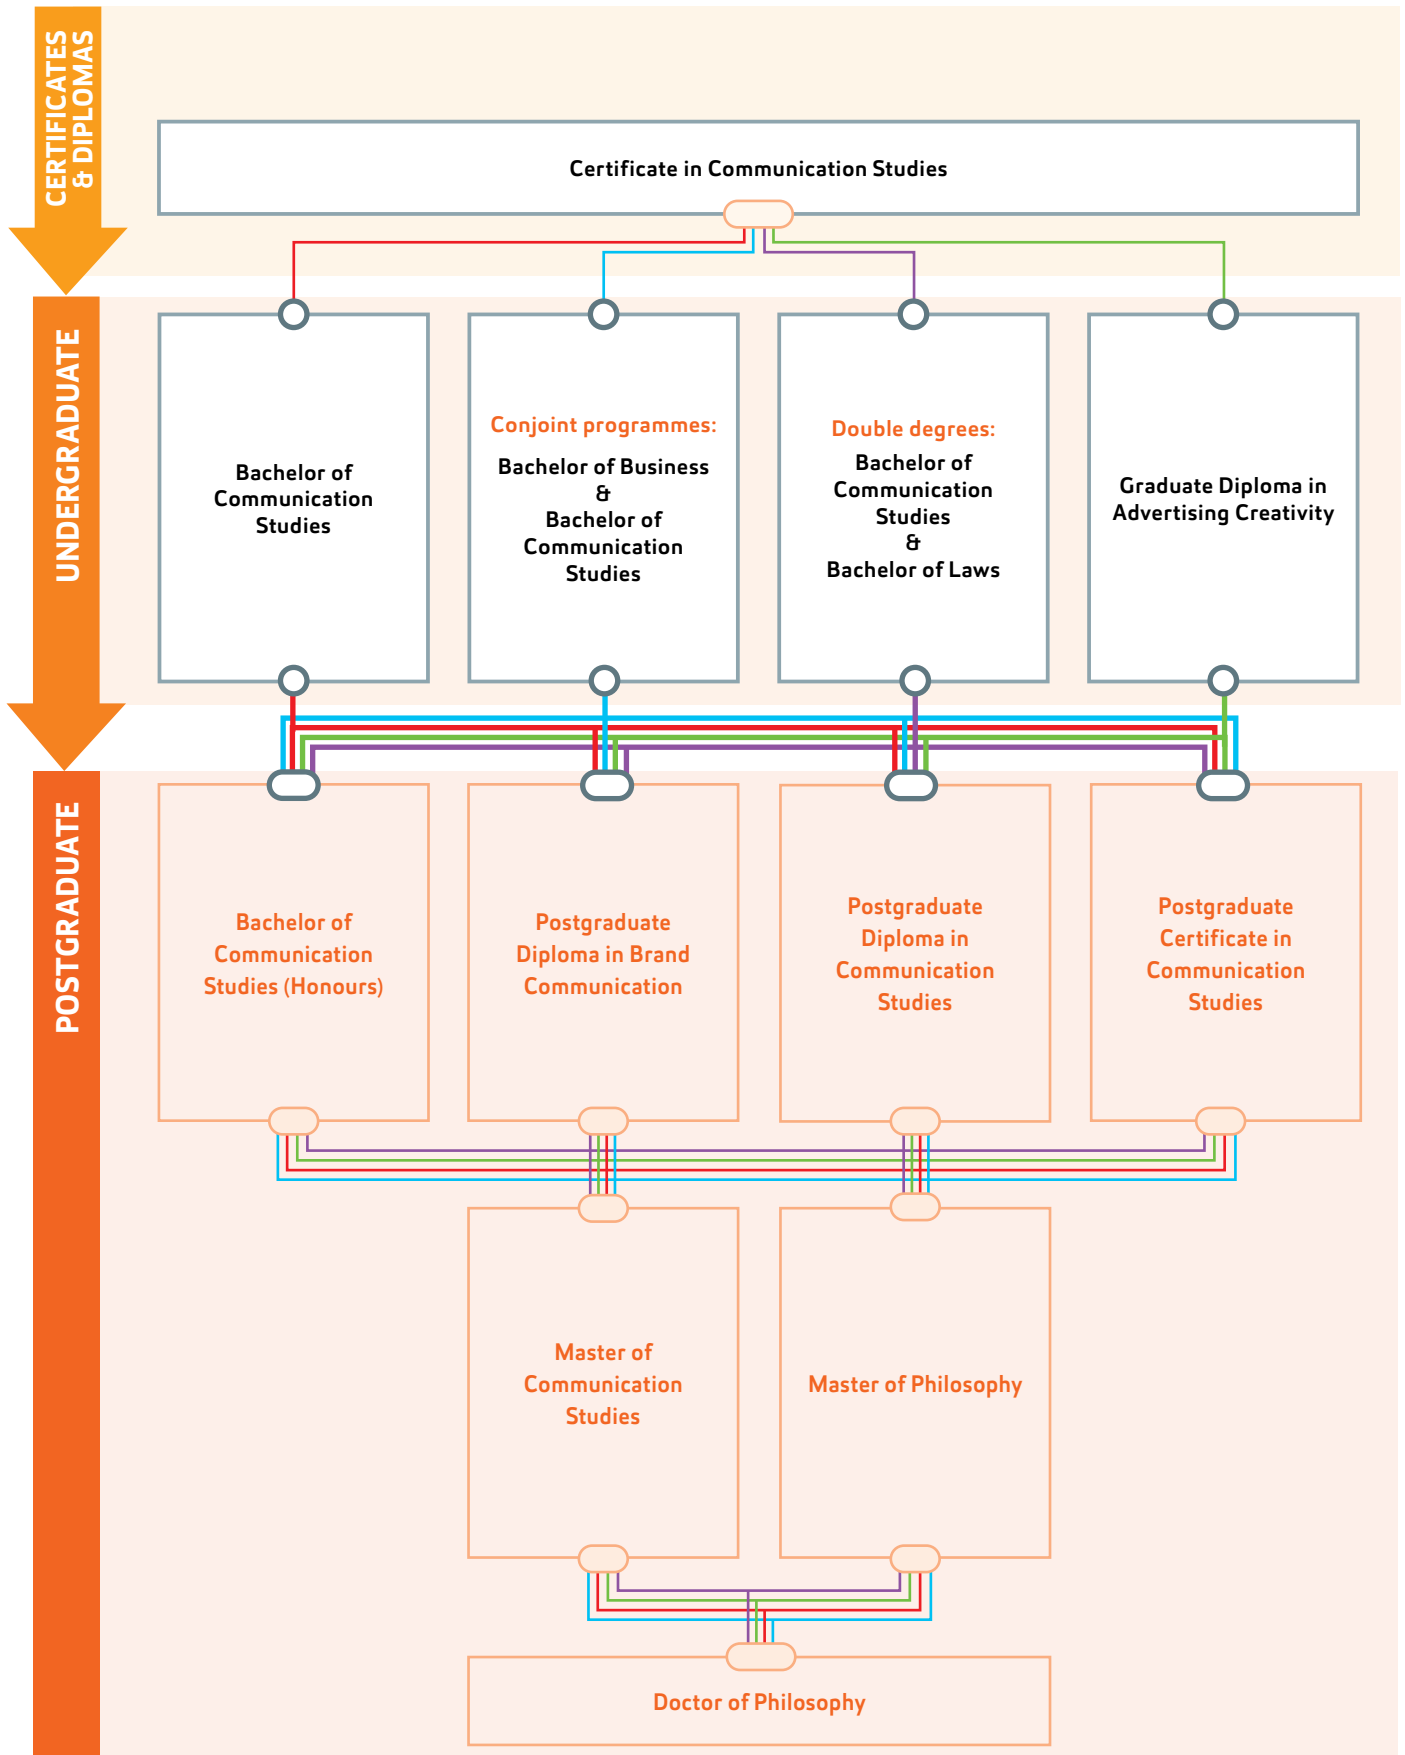 CERTIFICATES
& DIPLOMAS
Certificate in Communication Studies
UNDERGRADUATE
Bachelor of
Communication
Studies
Conjoint programmes:
Bachelor of Business
&
Bachelor of
Communication
Studies
Double degrees:
Bachelor of
Communication
Studies
&
Bachelor of Laws
Graduate Diploma in
Advertising Creativity
POSTGRADUATE
Bachelor of
Communication
Studies (Honours)
Postgraduate
Diploma in Brand
Communication
Postgraduate
Diploma in
Communication
Studies
Postgraduate
Certificate in
Communication
Studies
Master of
Communication
Studies
Master of Philosophy
Doctor of Philosophy